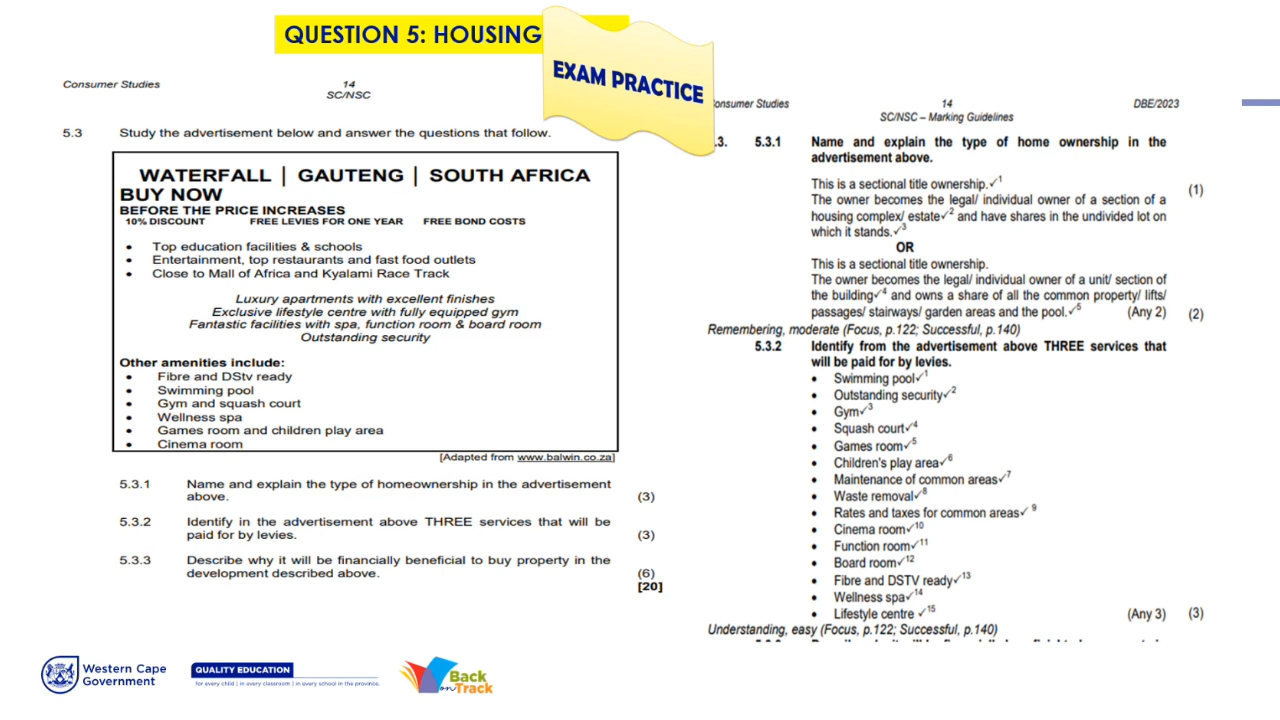 QUESTION 5: HOUSING
EXAM PRACTICE
Consumer Studies 14
SC/NSC
5.3 Study the advertisement below and answer the questions that follow.
WATERFALL | GAUTENG | SOUTH AFRICA
BUY NOW
BEFORE THE PRICE INCREASES
10% DISCOUNT FREE LEVIES FOR ONE YEAR FREE BOND COSTS
• Top education facilities & schools
• Entertainment, top restaurants and fast food outlets
• Close to Mall of Africa and Kyalami Race Track
Luxury apartments with excellent finishes
Exclusive lifestyle centre with fully equipped gym
Fantastic facilities with spa, function room & board room
Outstanding security
Other amenities include:
• Fibre and DStv ready
• Swimming pool
• Gym and squash court
• Wellness spa
• Games room and children play area
• Cinema room
[Adapted from www.balwin.co.za]
5.3.1 Name and explain the type of homeownership in the advertisement
above. (3)
5.3.2 Identify in the advertisement above THREE services that will be
paid for by levies. (3)
5.3.3 Describe why it will be financially beneficial to buy property in the
development described above. (6)
[20]
onsumer Studies 14 DBE/2023
SC/NSC – Marking Guidelines
.3. 5.3.1 Name and explain the type of home ownership in the
advertisement above.
This is a sectional title ownership.✓1 (1)
The owner becomes the legal/ individual owner of a section of a
housing complex/ estate✓2 and have shares in the undivided lot on
which it stands.✓3
OR
This is a sectional title ownership.
The owner becomes the legal/ individual owner of a unit/ section of
the building✓4 and owns a share of all the common property/ lifts/
passages/ stairways/ garden areas and the pool.✓5 (Any 2) (2)
Remembering, moderate (Focus, p.122; Successful, p.140)
5.3.2 Identify from the advertisement above THREE services that
will be paid for by levies.
• Swimming pool✓1
• Outstanding security✓2
• Gym✓3
• Squash court✓4
• Games room✓5
• Children's play area✓6
• Maintenance of common areas✓7
• Waste removal✓8
• Rates and taxes for common areas✓9
• Cinema room✓10
• Function room✓11
• Board room✓12
• Fibre and DSTV ready✓13
• Wellness spa✓14
• Lifestyle centre ✓15 (Any 3) (3)
Understanding, easy (Focus, p.122; Successful, p.140)
Western Cape
Government
QUALITY EDUCATION
for every child | in every classroom | in every school in the province.
Back
on Track